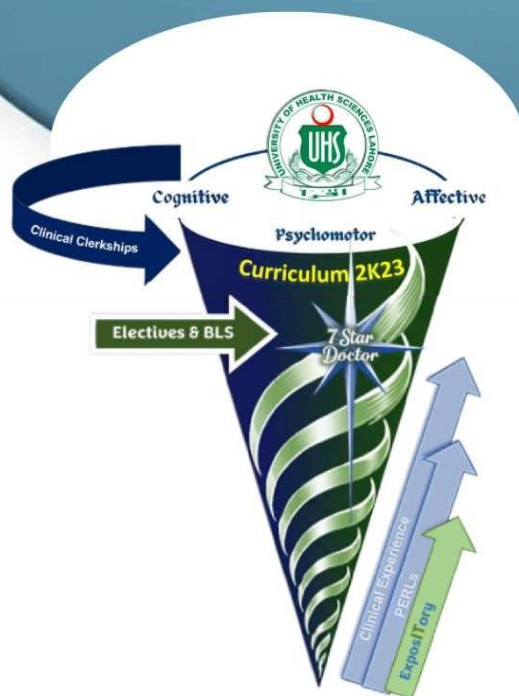 UNIVERSITY OF HEALTH SCIENCES LAHORE
UHS
Cognitive
Affective
Psychomotor
Clinical Clerkships
Curriculum 2K23
Electives & BLS
7 Star
Doctor
Clinical Experience
PERLs
ExposITory